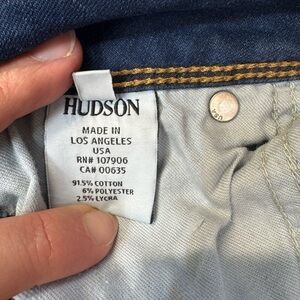 HUDSON
MADE IN
LOS ANGELES
USA
RN# 107906
CA# 00635
91.5% COTTON
6% POLYESTER
2.5% LYCRA